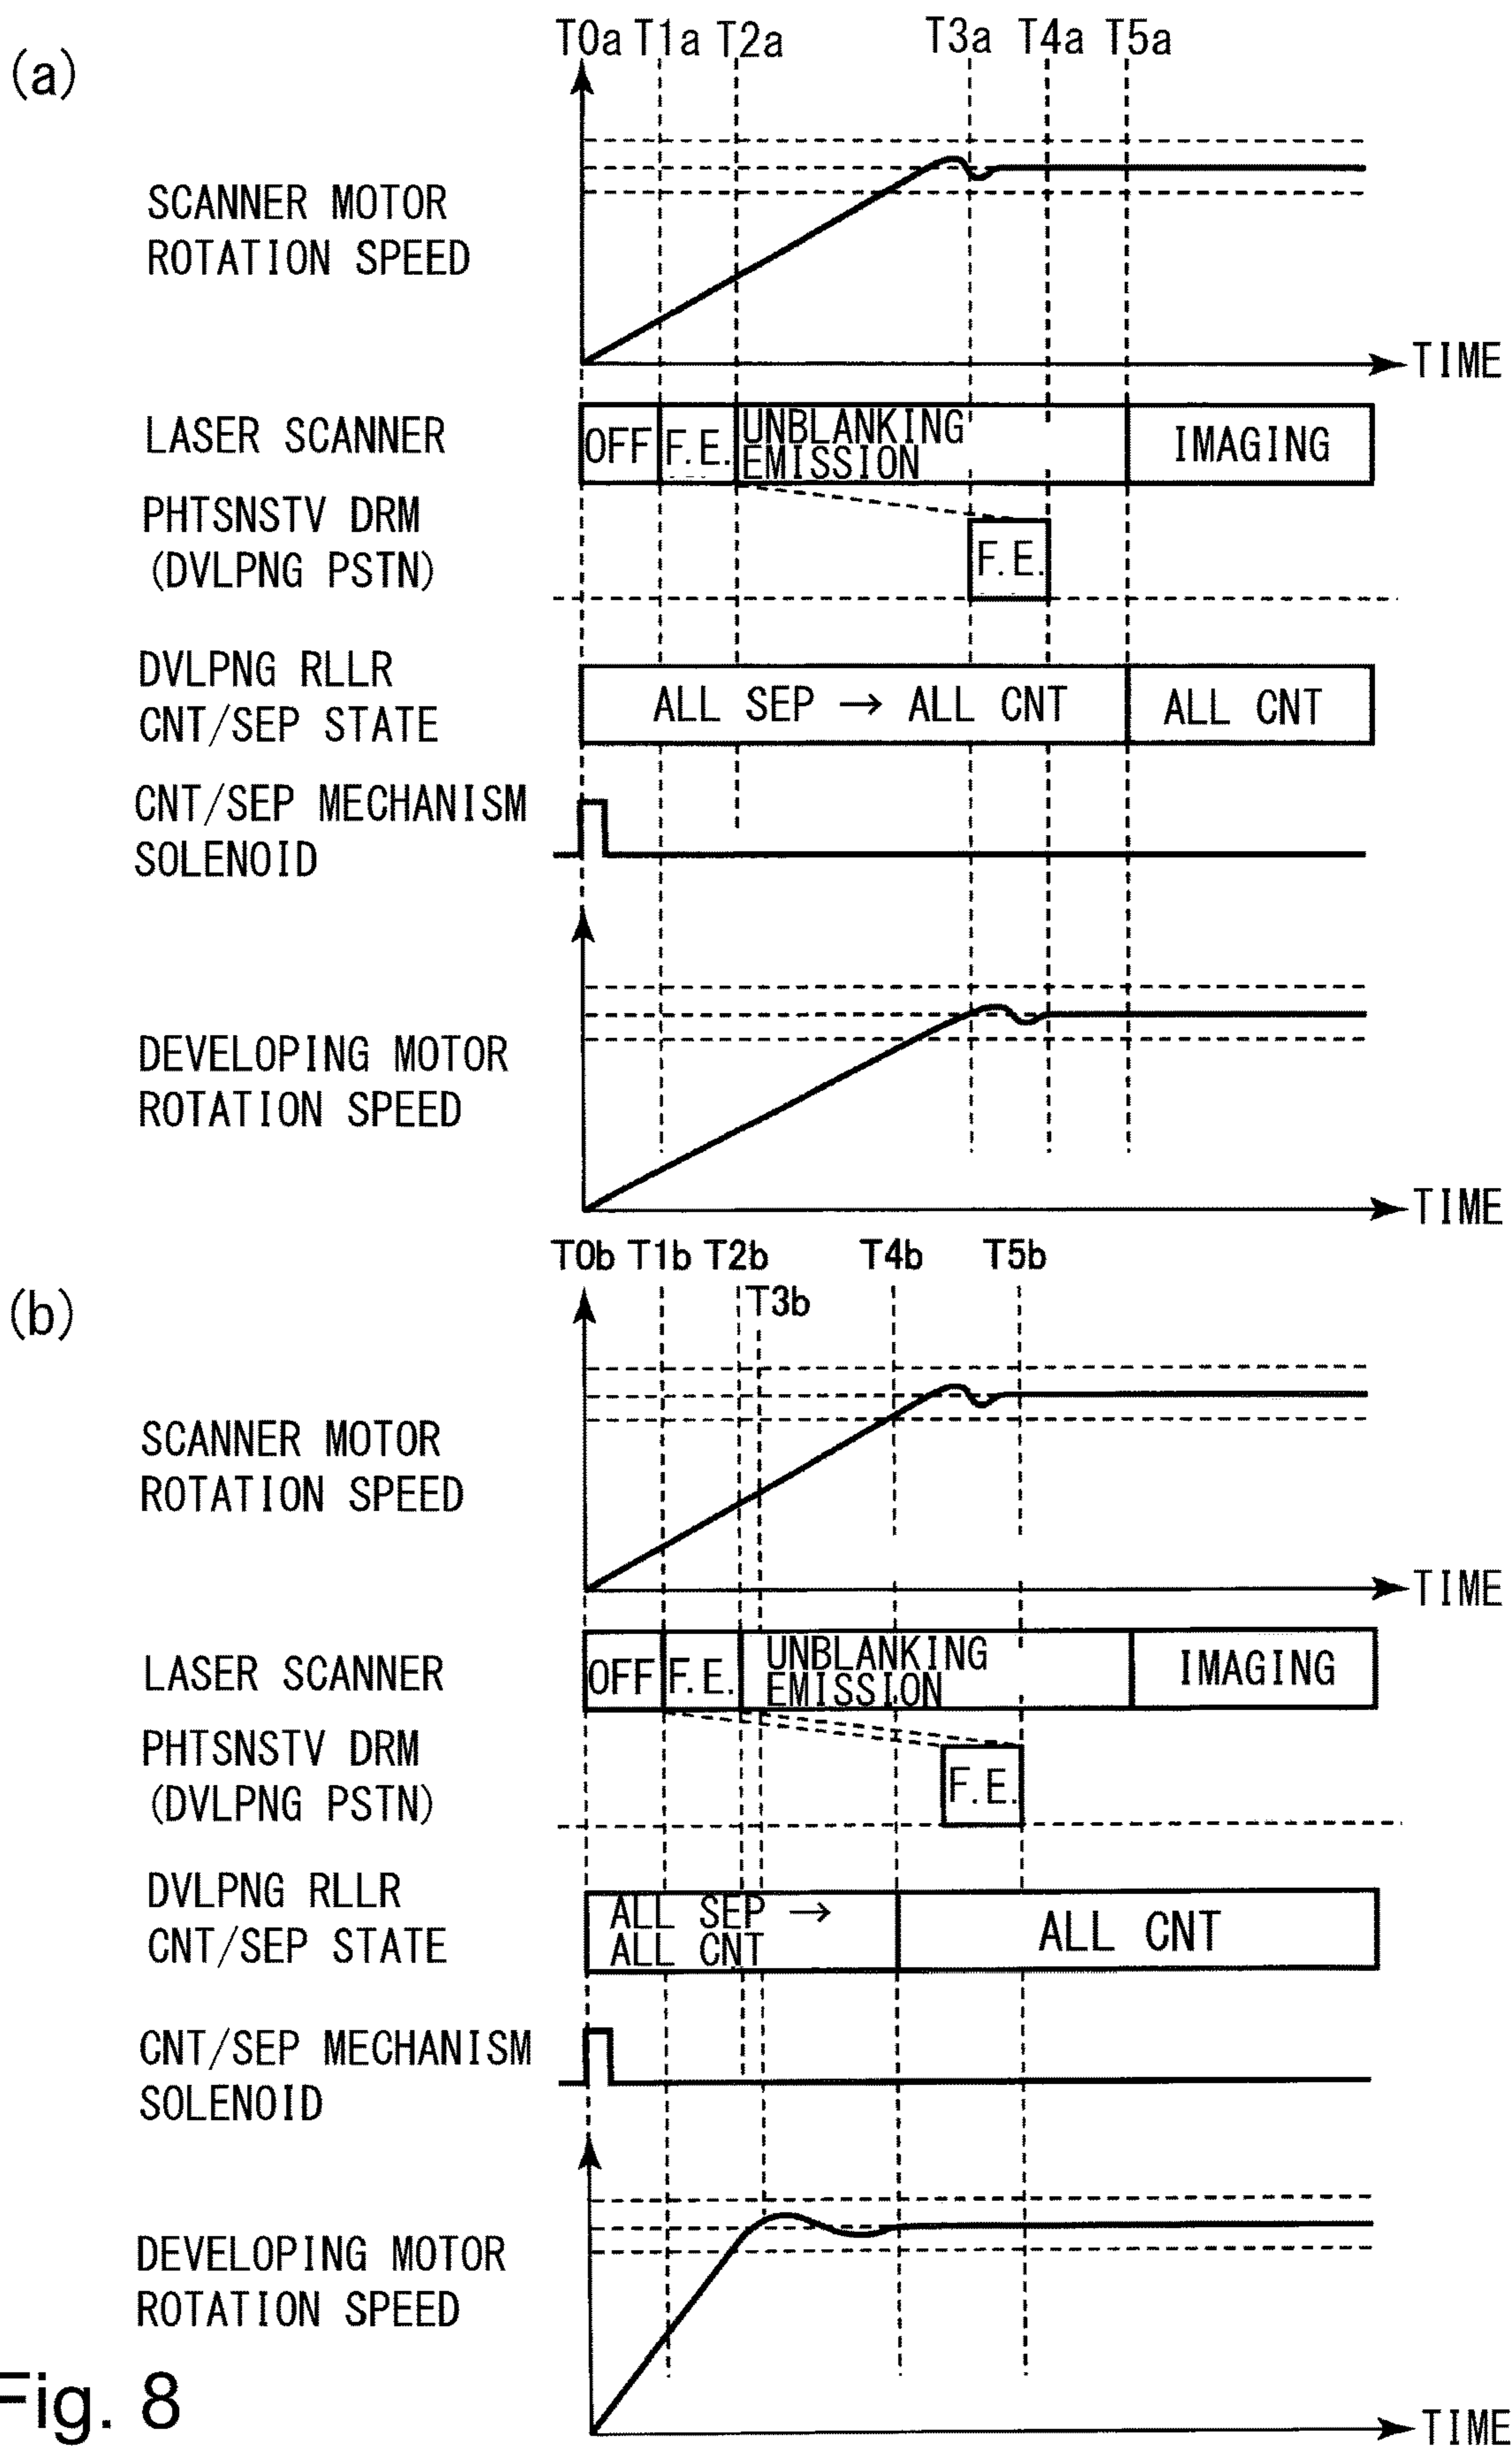 (a)
T0a T1a T2a T3a T4a T5a
SCANNER MOTOR
ROTATION SPEED
TIME
LASER SCANNER
OFF
F.E.
UNBLANKING
EMISSION
IMAGING
PHTSNSTV DRM
(DVLPNG PSTN)
F.E.
DVLPNG RLLR
CNT/SEP STATE
ALL SEP → ALL CNT
ALL CNT
CNT/SEP MECHANISM
SOLENOID
DEVELOPING MOTOR
ROTATION SPEED
TIME
(b)
T0b T1b T2b T4b T5b
T3b
SCANNER MOTOR
ROTATION SPEED
TIME
LASER SCANNER
OFF
F.E.
UNBLANKING
EMISSION
IMAGING
PHTSNSTV DRM
(DVLPNG PSTN)
F.E.
DVLPNG RLLR
CNT/SEP STATE
ALL SEP →
ALL CNT
ALL CNT
CNT/SEP MECHANISM
SOLENOID
DEVELOPING MOTOR
ROTATION SPEED
TIME
Fig. 8